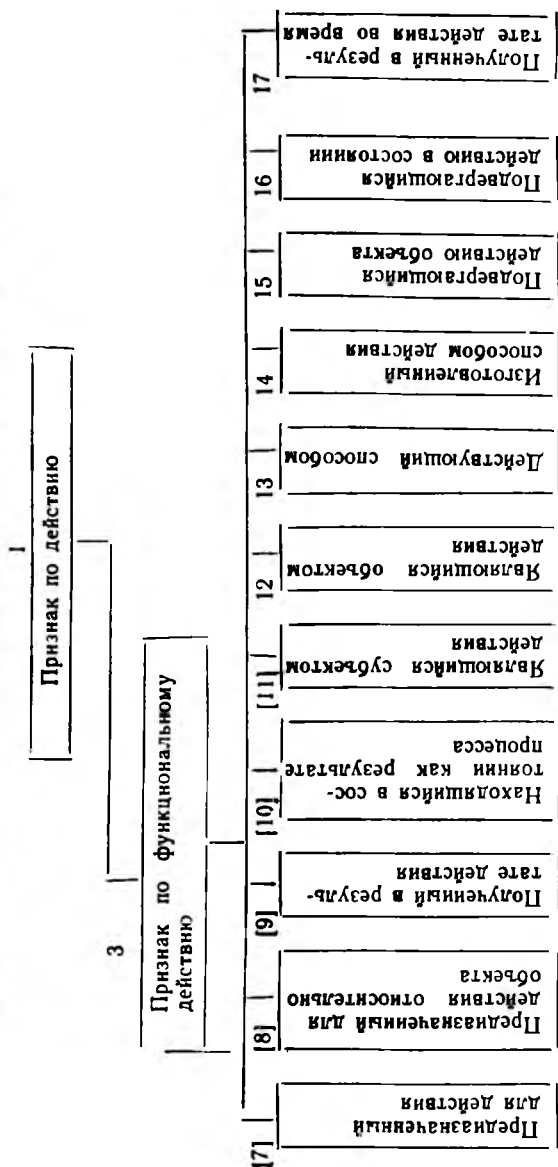 1
Признак по действию
3
Признак по функциональному
действию
[7]
Предназначенный
для действия
[8]
Предназначенный для
действия относительно
объекта
[9]
Полученный в резуль-
тате действия
[10]
Находящийся в сос-
тоянии как результате
процесса
[11]
Являющийся субъектом
действия
12
Являющийся объектом
действия
13
Действующий способом
14
Изготовленный
способом действия
15
Подвергающийся
действию объекта
16
Подвергающийся
действию в состоянии
17
Полученный в резуль-
тате действия во время